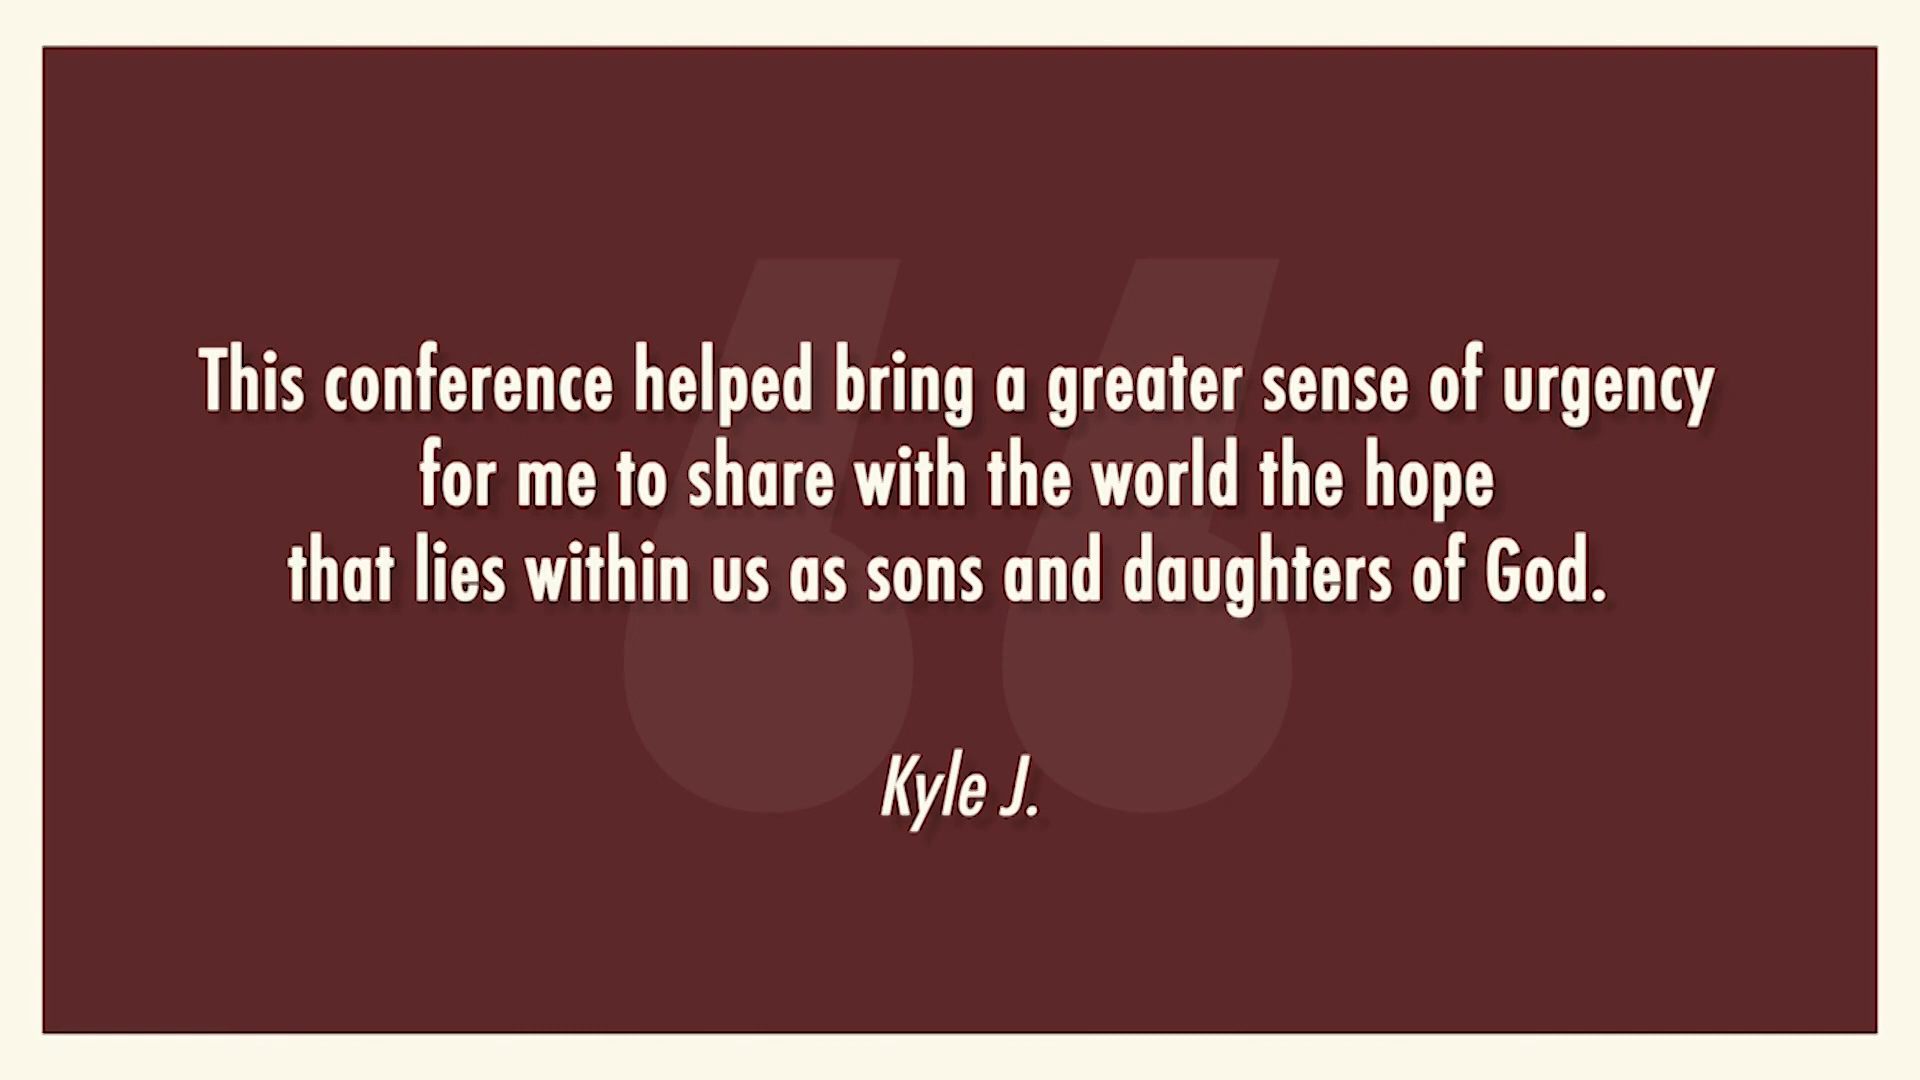 This conference helped bring a greater sense of urgency
for me to share with the world the hope
that lies within us as sons and daughters of God.
Kyle J.